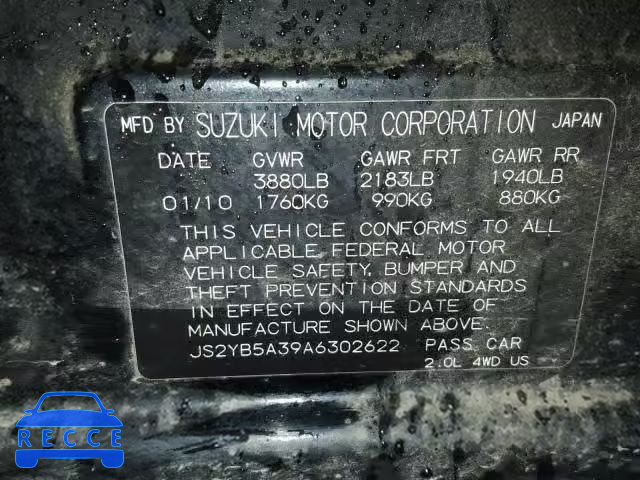 MFD BY SUZUKI MOTOR CORPORATION JAPAN
DATE GVWR GAWR FRT GAWR RR
3880LB 2183LB 1940LB
01/10 1760KG 990KG 880KG
THIS VEHICLE CONFORMS TO ALL
APPLICABLE FEDERAL MOTOR
VEHICLE SAFETY, BUMPER AND
THEFT PREVENTION STANDARDS
IN EFFECT ON THE DATE OF
MANUFACTURE SHOWN ABOVE.
JS2YB5A39A6302622 PASS CAR
2.0L 4WD US
RECCE